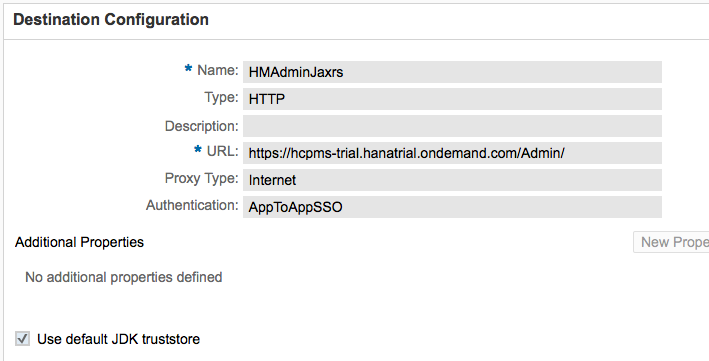 Destination Configuration
* Name: HMAdminJaxrs
Type: HTTP
Description:
* URL: https://hcpms-trial.hanatrial.ondemand.com/Admin/
Proxy Type: Internet
Authentication: AppToAppSSO
Additional Properties New Prope
No additional properties defined
Use default JDK truststore